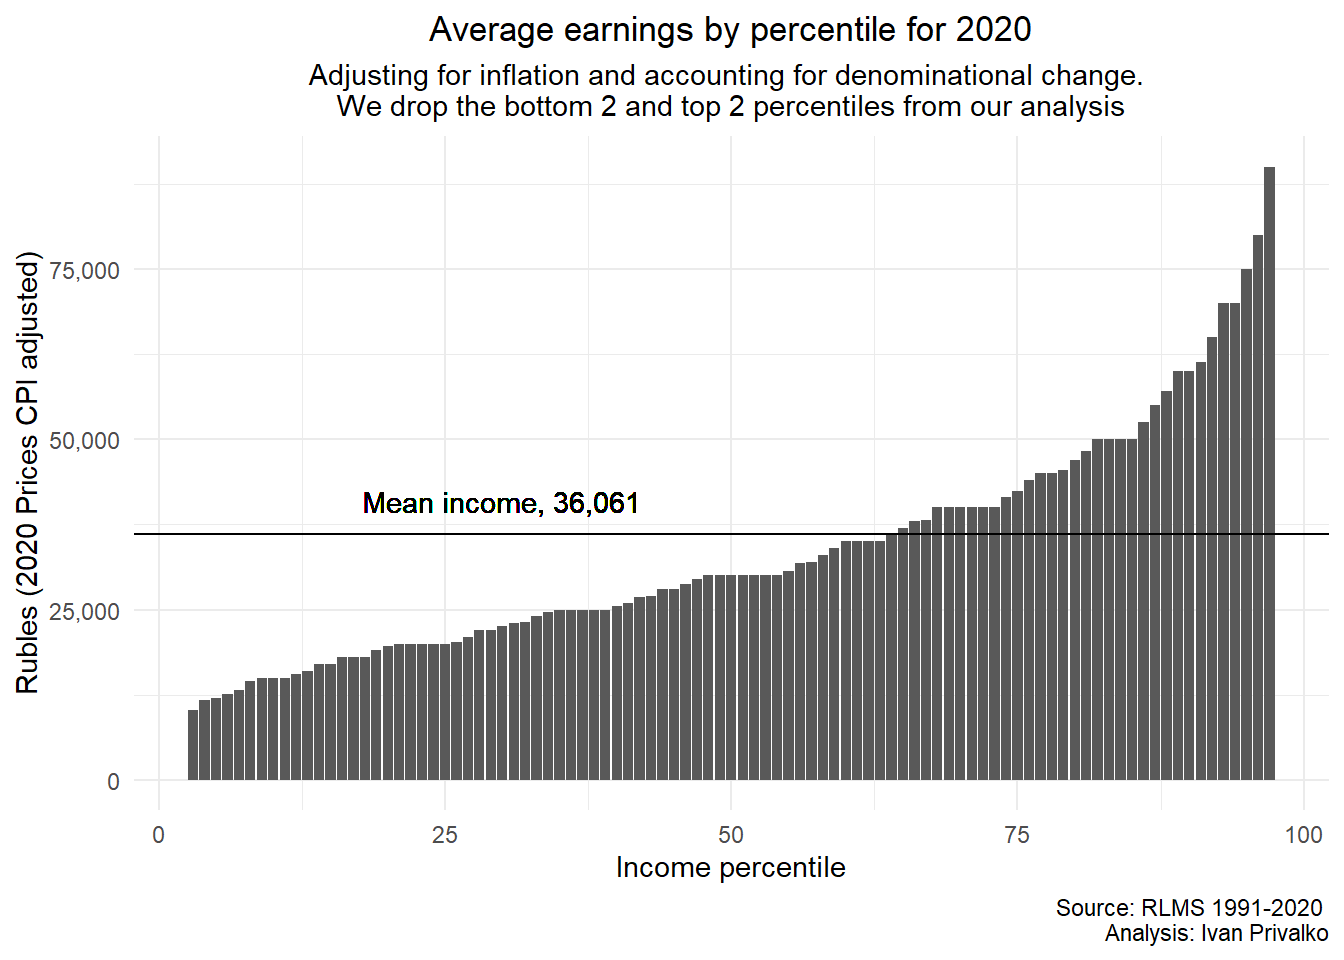 Average earnings by percentile for 2020
Adjusting for inflation and accounting for denominational change.
We drop the bottom 2 and top 2 percentiles from our analysis
Rubles (2020 Prices CPI adjusted)
75,000
50,000
25,000
0
Mean income, 36,061
0 25 50 75 100
Income percentile
Source: RLMS 1991-2020
Analysis: Ivan Privalko